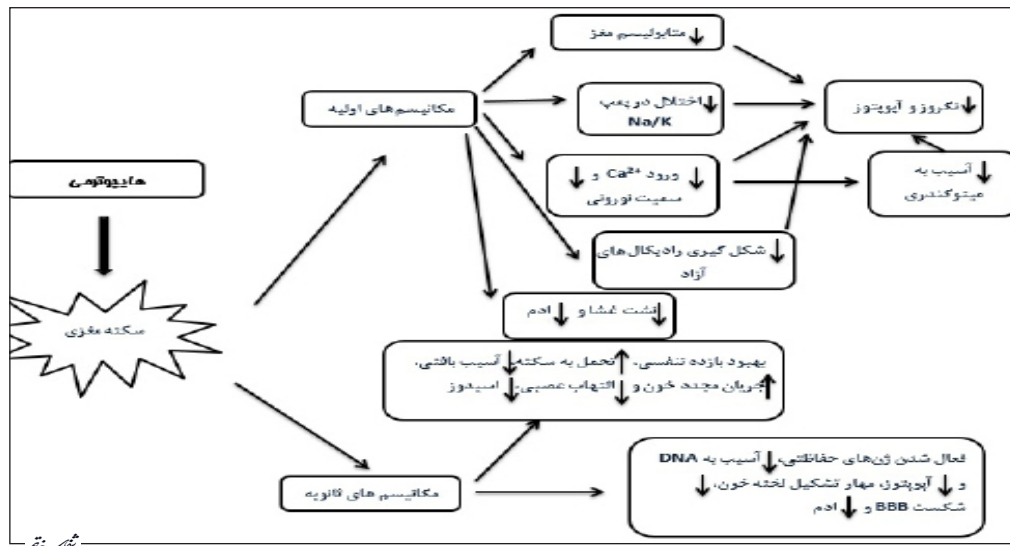 ↓ متابولیسم مغز
مکانیسم‌های اولیه
↓ اختلال در پمپ
Na/K
↓ نکروز و آپوپتوز
هایپوترمی
↓ ورود Ca²⁺ و ↓
سمیت نورونی
↓ آسیب به
میتوکندری
↓ شکل گیری رادیکال‌های
آزاد
سکته مغزی
↓ نشت غشا و ↓ ادم
بهبود بازده تنفسی، ↑ تحمل به سکته ↓ آسیب بافتی،
↑ جریان مجدد خون و ↓ التهاب عصبی، ↓ اسیدوز
مکانیسم های ثانویه
فعال شدن ژن‌های حفاظتی، ↓ آسیب به DNA
و ↓ آپوپتوز، مهار تشکیل لخته خون، ↓
شکست BBB و ↓ ادم